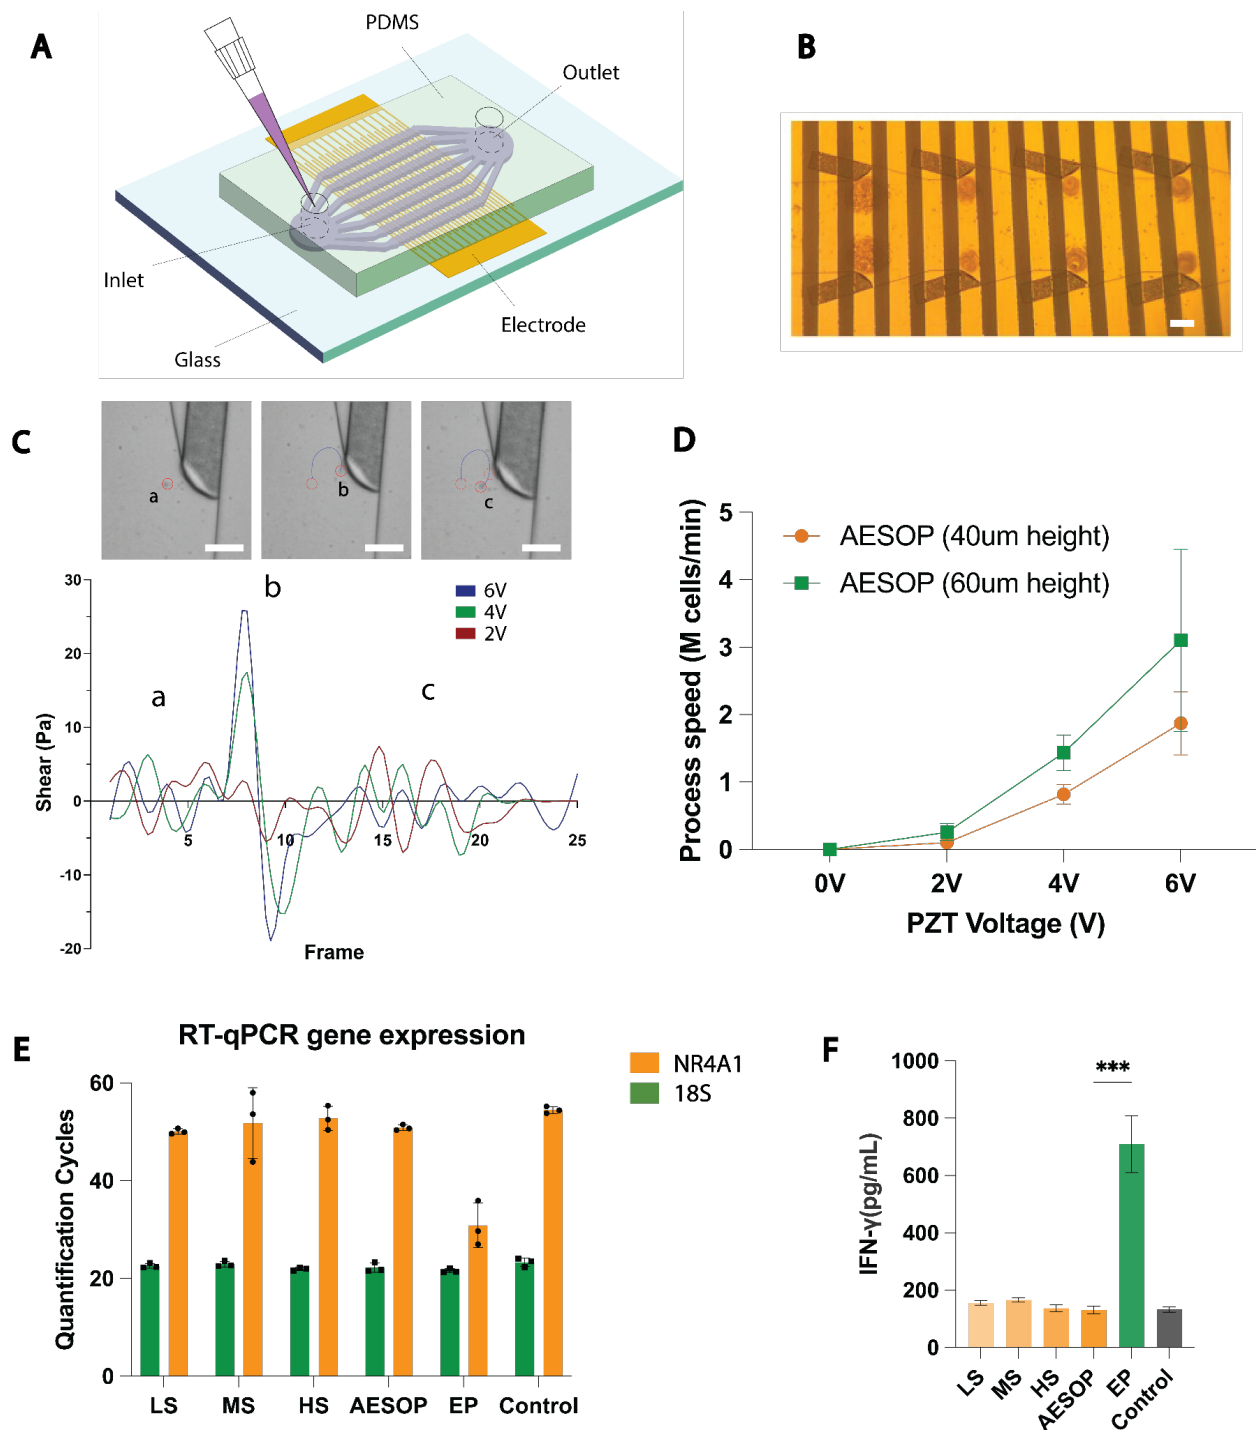 A
PDMS
Outlet
Inlet
Electrode
Glass
B
C
a
b
c
b
6V
4V
2V
a
c
30
20
10
0
-10
-20
5
10
15
20
25
Shear (Pa)
Frame
D
AESOP (40um height)
AESOP (60um height)
5
4
3
2
1
0
0V
2V
4V
6V
Process speed (M cells/min)
PZT Voltage (V)
E
RT-qPCR gene expression
NR4A1
18S
60
40
20
0
Quantification Cycles
LS
MS
HS
AESOP
EP
Control
F
***
1000
800
600
400
200
0
IFN-γ(pg/mL)
LS
MS
HS
AESOP
EP
Control